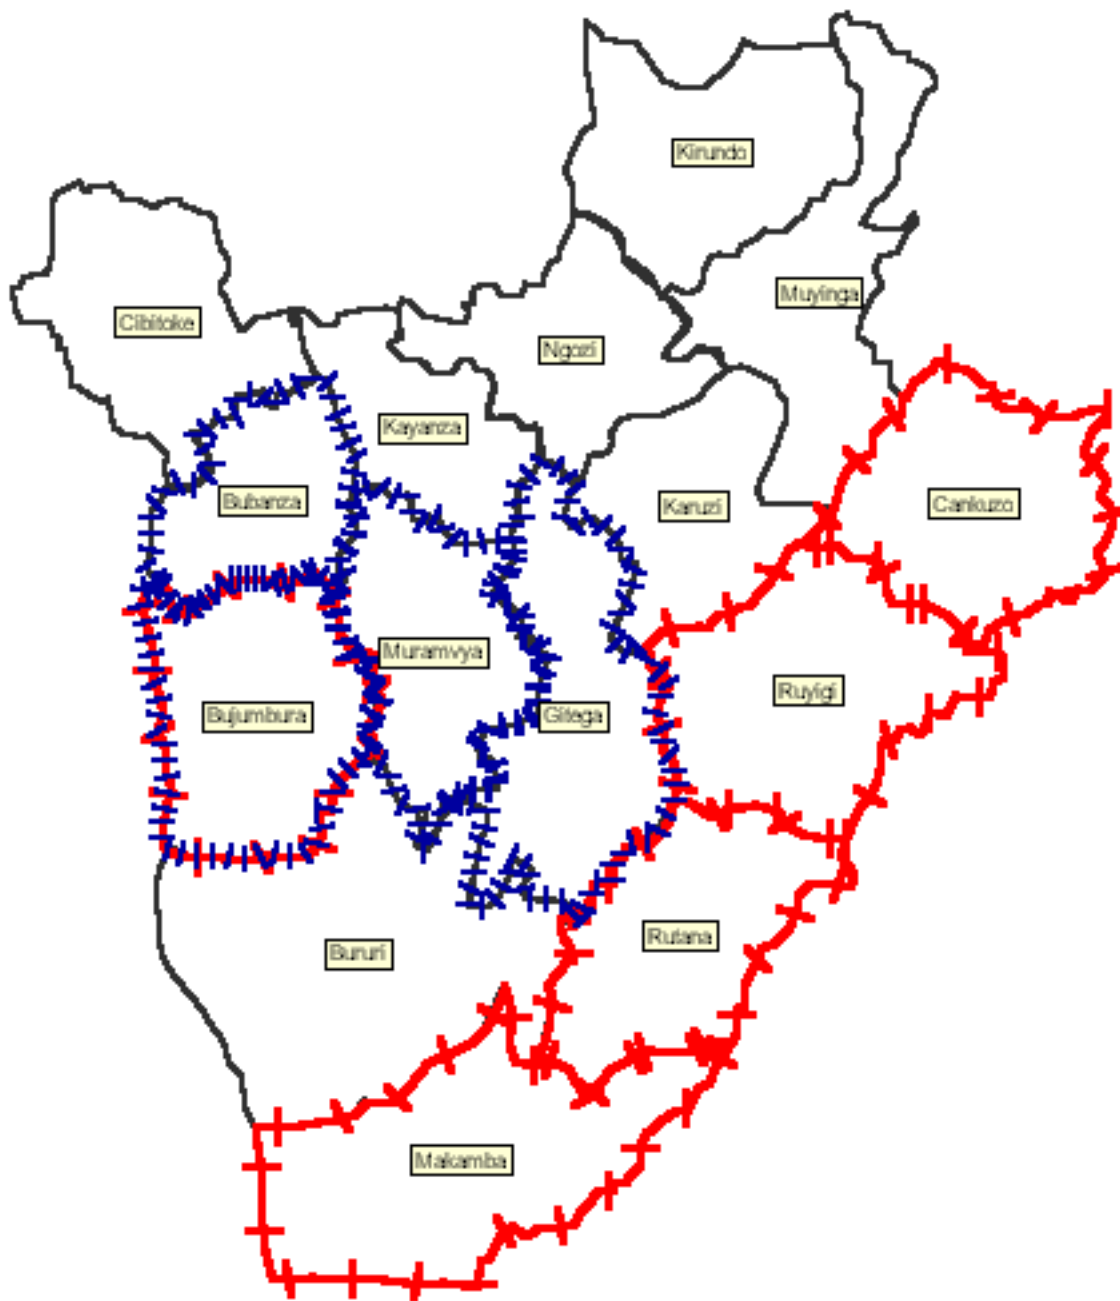 Kirundo
Muyinga
Cibitoke
Ngozi
Kayanza
Bubanza
Karuzi
Cankuzo
Muramvya
Ruyigi
Bujumbura
Gitega
Rutana
Bururi
Makamba